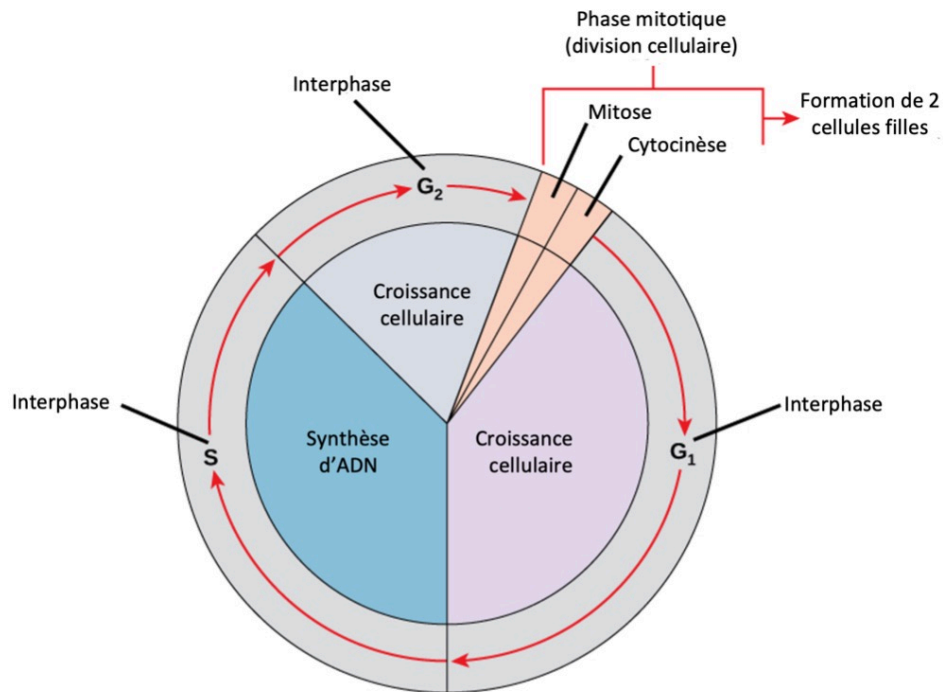 Phase mitotique
(division cellulaire)
Interphase
Mitose
Formation de 2
cellules filles
Cytocinèse
G₂
Croissance
cellulaire
Interphase
S
Synthèse
d’ADN
Croissance
cellulaire
Interphase
G₁